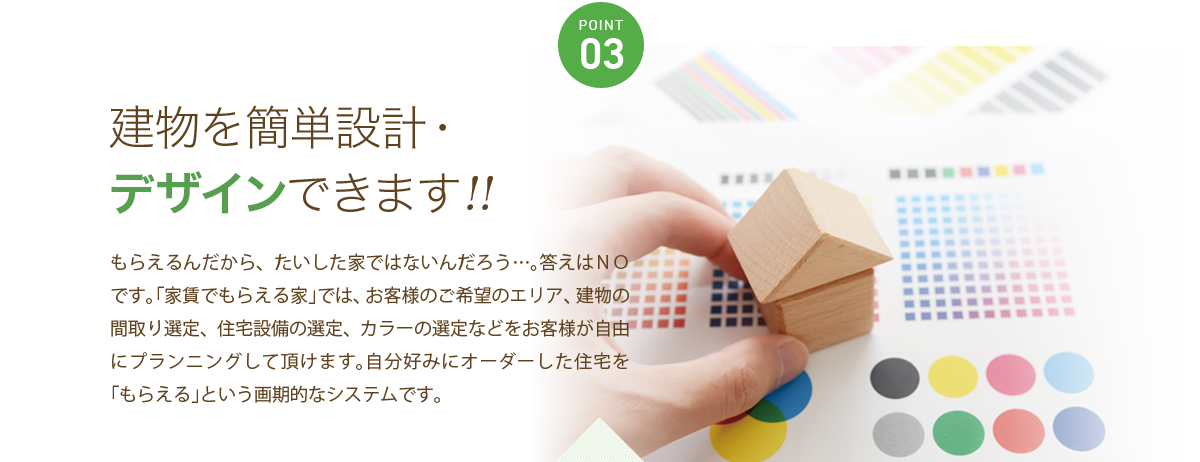 POINT
03
建物を簡単設計・
デザインできます!!
もらえるんだから、たいした家ではないんだろう…。答えはＮＯ
です。「家賃でもらえる家」では、お客様のご希望のエリア、建物の
間取り選定、住宅設備の選定、カラーの選定などをお客様が自由
にプランニングして頂けます。自分好みにオーダーした住宅を
「もらえる」という画期的なシステムです。